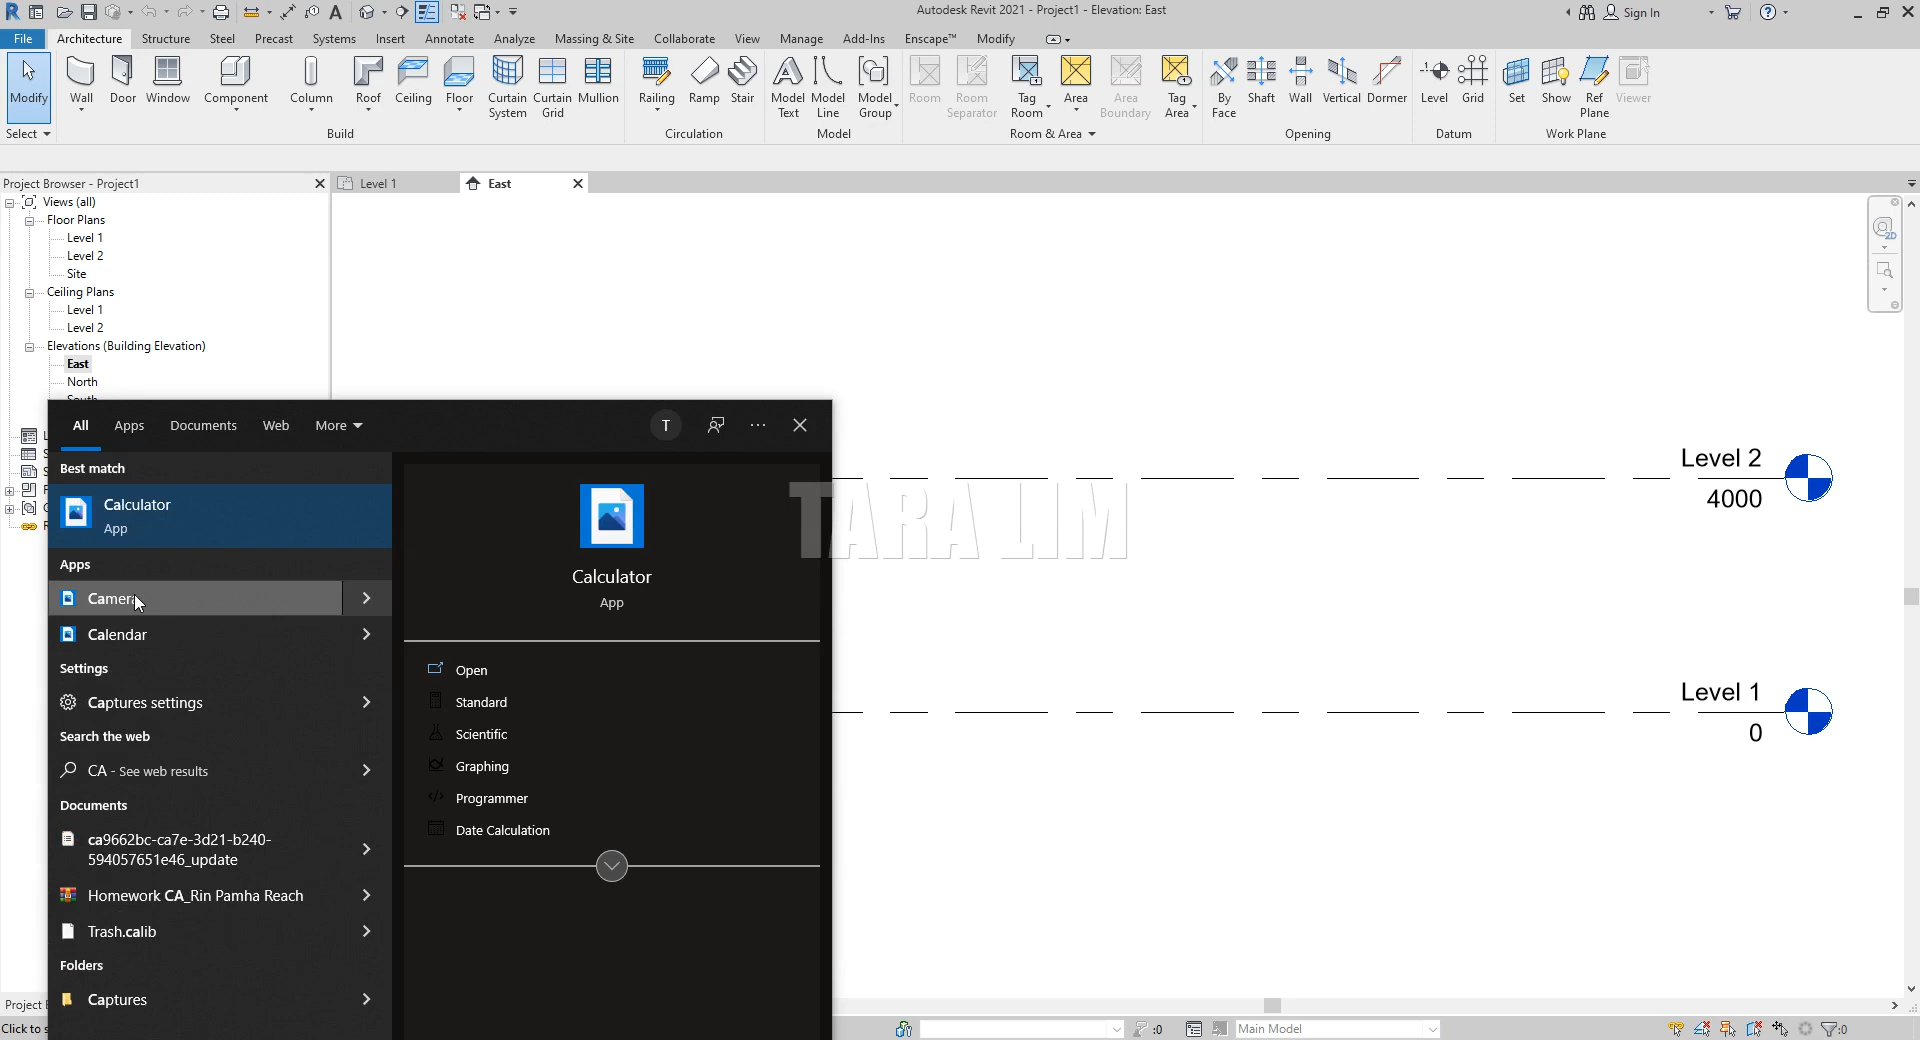 Autodesk Revit 2021 - Project1 - Elevation: East
Sign In
File
Architecture
Structure
Steel
Precast
Systems
Insert
Annotate
Analyze
Massing & Site
Collaborate
View
Manage
Add-Ins
Enscape™
Modify
Modify
Wall
Door
Window
Component
Column
Roof
Ceiling
Floor
Curtain
System
Curtain
Grid
Mullion
Railing
Ramp
Stair
Model
Text
Model
Line
Model
Group
Room
Room
Separator
Tag
Room
Area
Area
Boundary
Tag
Area
By
Face
Shaft
Wall
Vertical
Dormer
Level
Grid
Set
Show
Ref
Plane
Viewer
Select
Build
Circulation
Model
Room & Area
Opening
Datum
Work Plane
Project Browser - Project1
Level 1
East
Views (all)
Floor Plans
Level 1
Level 2
Site
Ceiling Plans
Level 1
Level 2
Elevations (Building Elevation)
East
North
South
All
Apps
Documents
Web
More
T
Best match
Calculator
App
Apps
Camera
Calendar
Settings
Captures settings
Search the web
CA - See web results
Documents
ca9662bc-ca7e-3d21-b240-
594057651e46_update
Homework CA_Rin Pamha Reach
Trash.calib
Folders
Captures
Calculator
App
Open
Standard
Scientific
Graphing
Programmer
Date Calculation
TARA LIM
Level 2
4000
Level 1
0
2D
Project
Click to s
:0
Main Model
:0